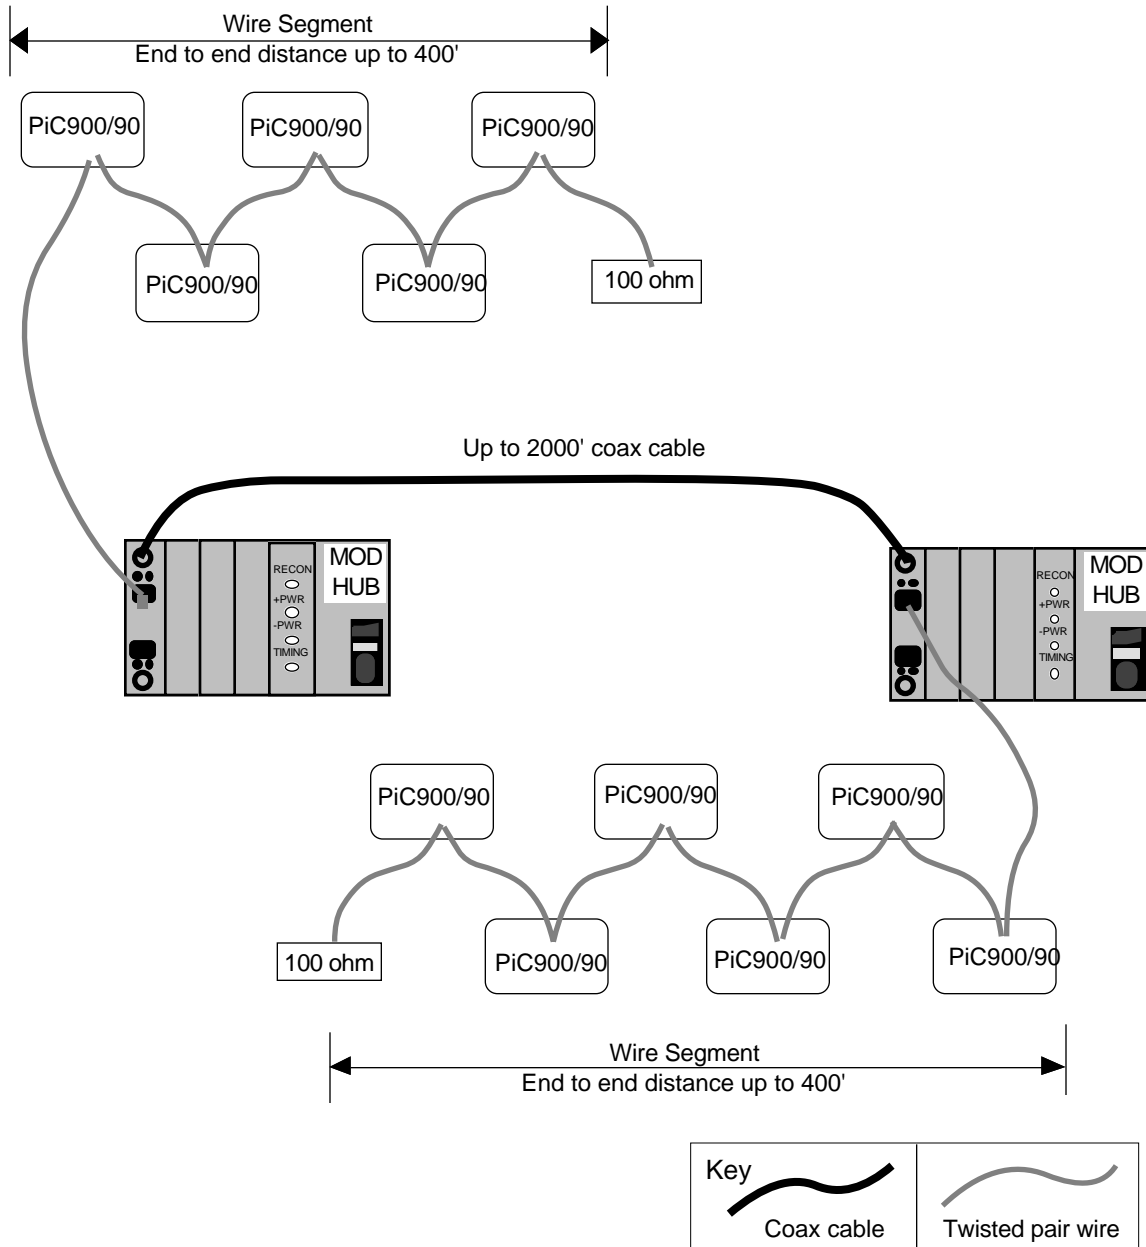 Wire Segment
End to end distance up to 400'
PiC900/90
PiC900/90
PiC900/90
PiC900/90
PiC900/90
100 ohm
Up to 2000' coax cable
MOD
HUB
RECON
+PWR
-PWR
TIMING
MOD
HUB
RECON
+PWR
-PWR
TIMING
PiC900/90
PiC900/90
PiC900/90
100 ohm
PiC900/90
PiC900/90
PiC900/90
Wire Segment
End to end distance up to 400'
Key
Coax cable
Twisted pair wire